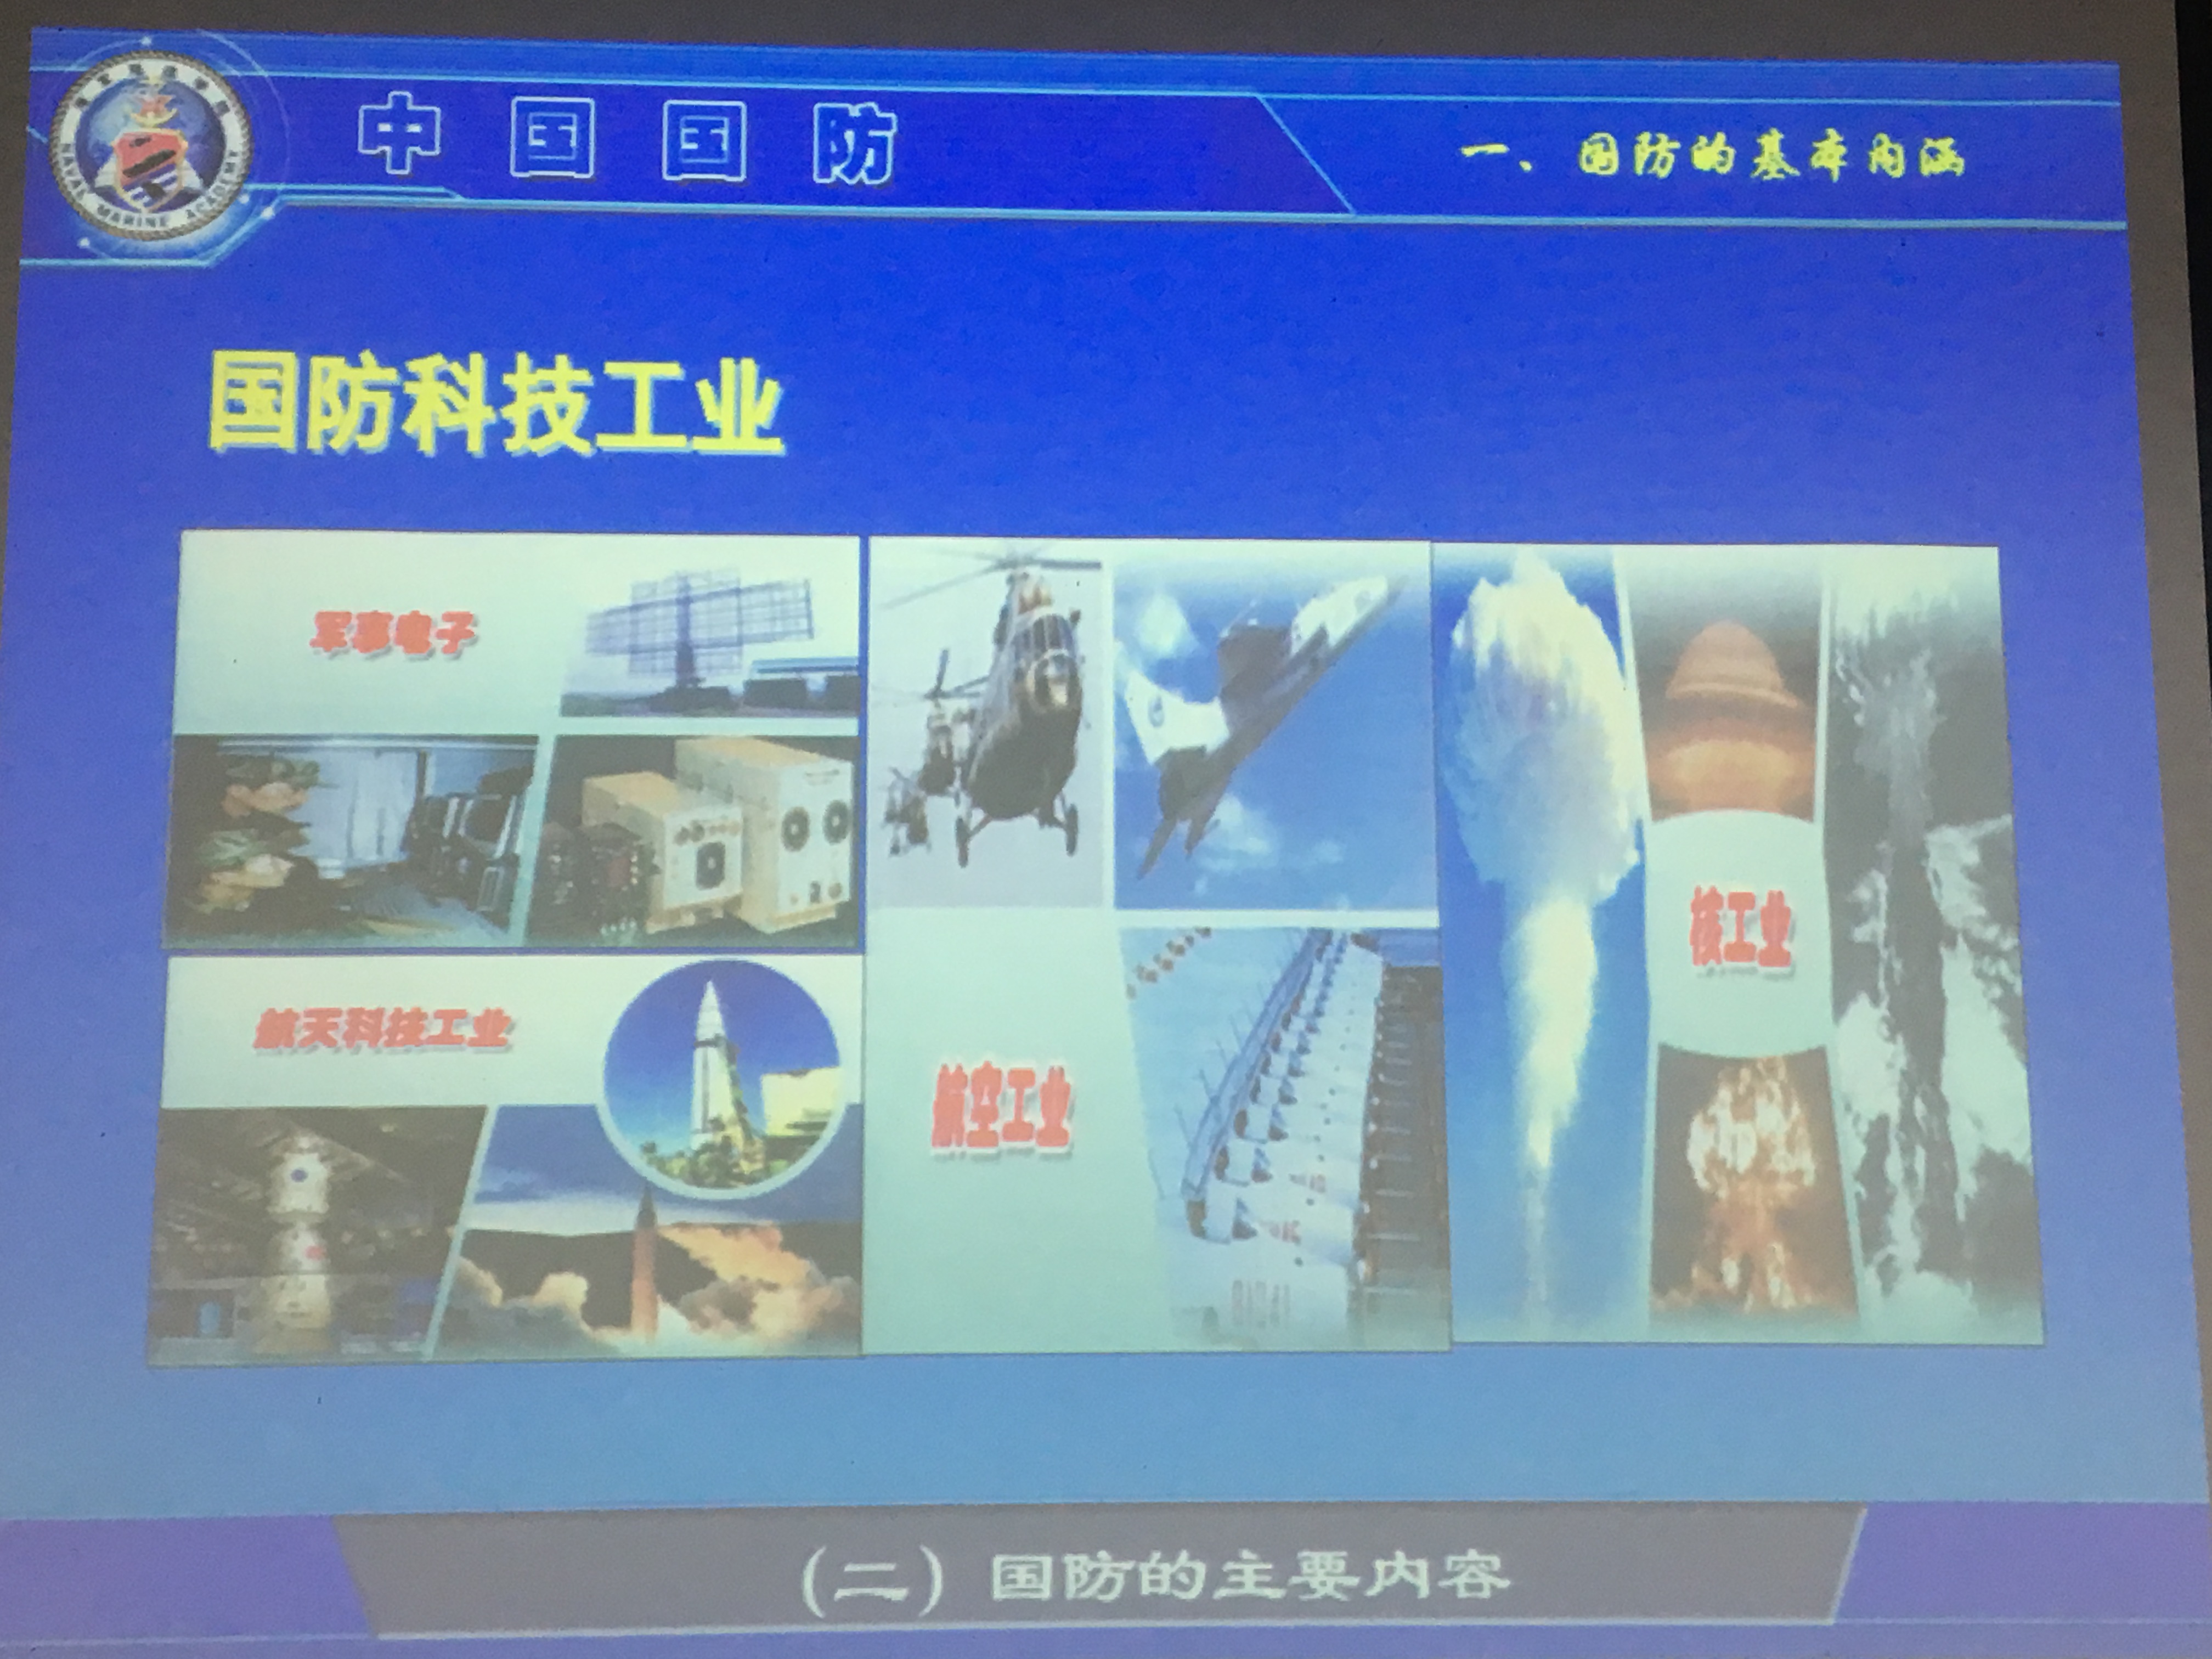 中国国防
一、国防的基本内涵
NAVAL MARINE ACADEMY
国防科技工业
军事电子
航天科技工业
航空工业
核工业
(二) 国防的主要内容